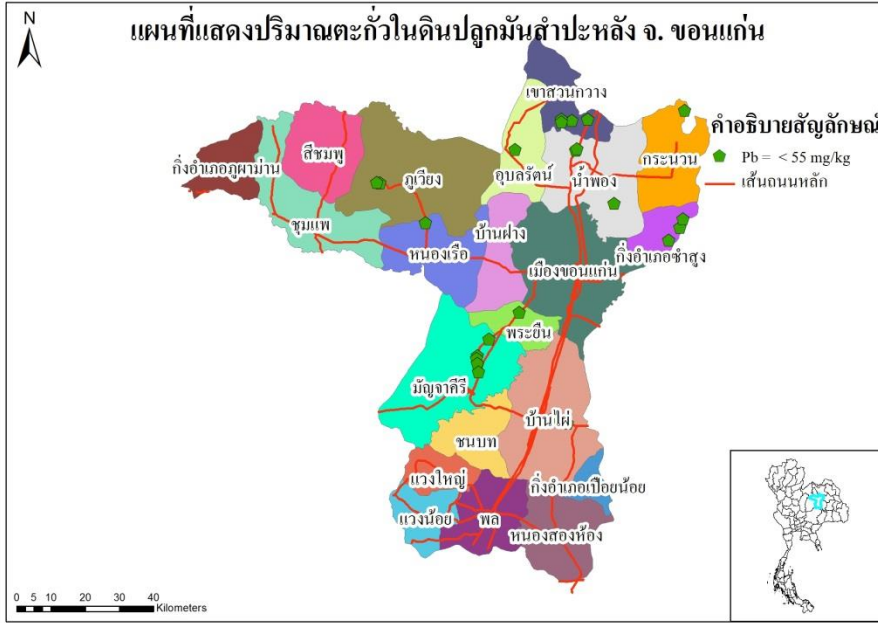 แผนที่แสดงปริมาณตะกั่วในดินปลูกมันสำปะหลัง จ. ขอนแก่น
N
เขาสวนกวาง
คำอธิบายสัญลักษณ์
Pb = < 55 mg/kg
เส้นถนนหลัก
สีชมพู
กิ่งอำเภอภูผาม่าน
ภูเวียง
อุบลรัตน์
น้ำพอง
กระนวน
ชุมแพ
บ้านฝาง
หนองเรือ
เมืองขอนแก่น
กิ่งอำเภอซำสูง
พระยืน
มัญจาคีรี
บ้านไผ่
ชนบท
แวงใหญ่
กิ่งอำเภอเปือยน้อย
แวงน้อย
พล
หนองสองห้อง
0 5 10 20 30 40
Kilometers